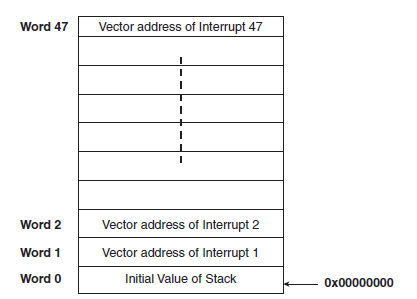 Word 47 Vector address of Interrupt 47
Word 2 Vector address of Interrupt 2
Word 1 Vector address of Interrupt 1
Word 0 Initial Value of Stack
0x00000000